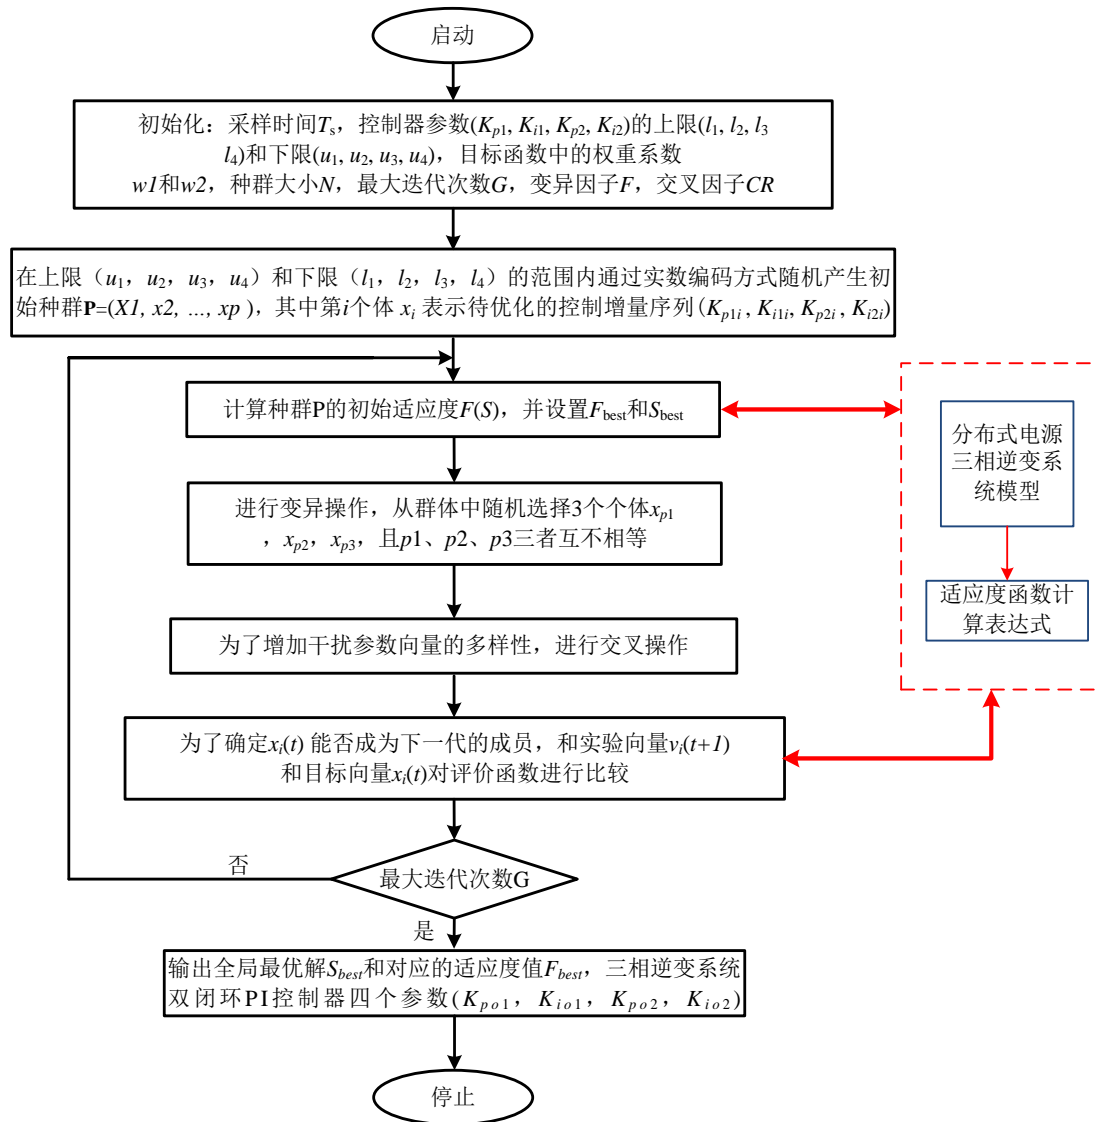 启动
初始化：采样时间Ts，控制器参数(Kp1, Ki1, Kp2, Ki2)的上限(l1, l2, l3
l4)和下限(u1, u2, u3, u4)，目标函数中的权重系数
w1和w2，种群大小N，最大迭代次数G，变异因子F，交叉因子CR
在上限（u1，u2，u3，u4）和下限（l1，l2，l3，l4）的范围内通过实数编码方式随机产生初
始种群P=(X1, x2, ..., xp )，其中第i个体 xi 表示待优化的控制增量序列(Kp1i, Ki1i, Kp2i, Ki2i)
计算种群P的初始适应度F(S)，并设置Fbest和Sbest
进行变异操作，从群体中随机选择3个个体xp1
，xp2，xp3，且p1、p2、p3三者互不相等
为了增加干扰参数向量的多样性，进行交叉操作
为了确定xi(t) 能否成为下一代的成员，和实验向量vi(t+1)
和目标向量xi(t)对评价函数进行比较
否
最大迭代次数G
是
输出全局最优解Sbest和对应的适应度值Fbest，三相逆变系统
双闭环PI控制器四个参数(Kpo1，Kio1，Kpo2，Kio2)
停止
分布式电源
三相逆变系
统模型
适应度函数计
算表达式